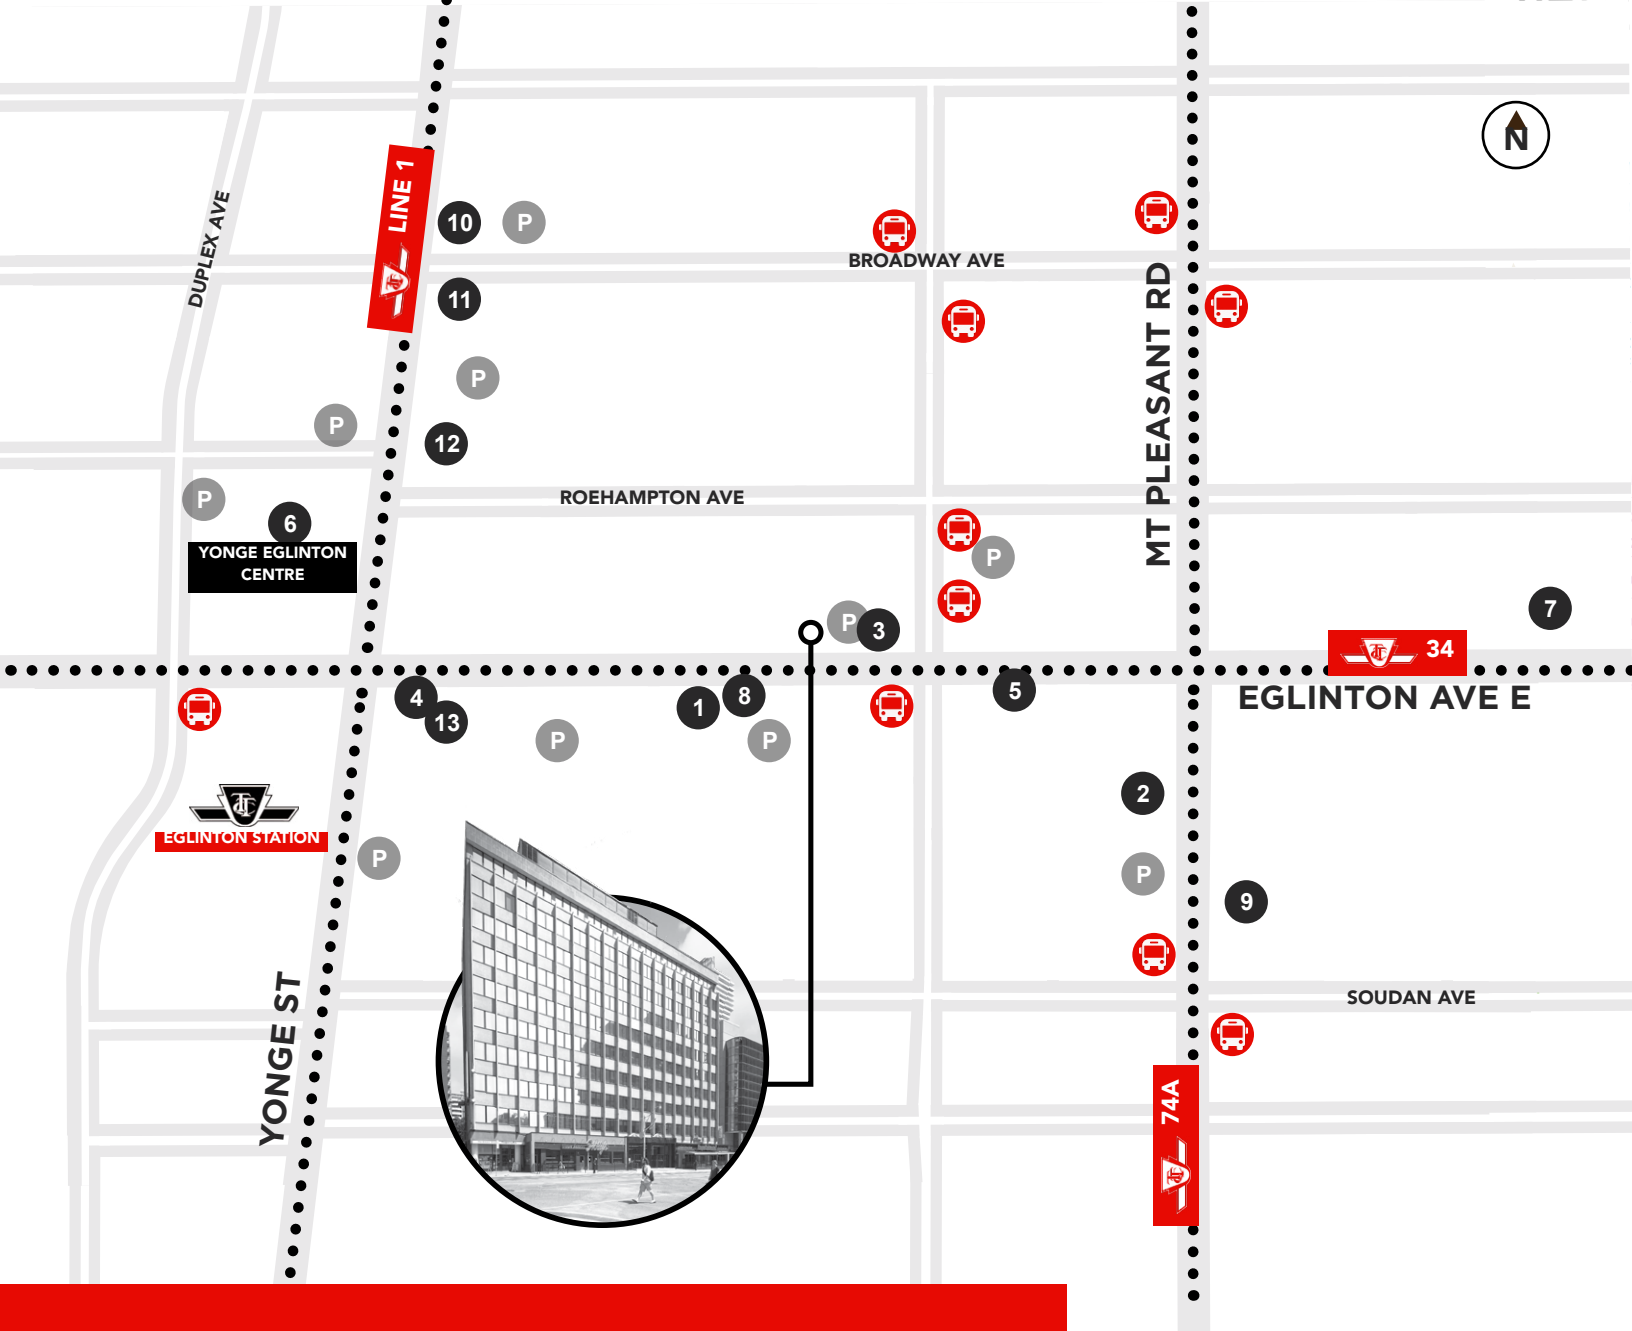 N
LINE 1
DUPLEX AVE
10
P
BROADWAY AVE
11
MT PLEASANT RD
P
P
12
P
ROEHAMPTON AVE
6
YONGE EGLINTON
CENTRE
P
P
3
7
34
4
13
1
8
5
EGLINTON AVE E
P
P
2
EGLINTON STATION
P
P
9
YONGE ST
SOUDAN AVE
74A